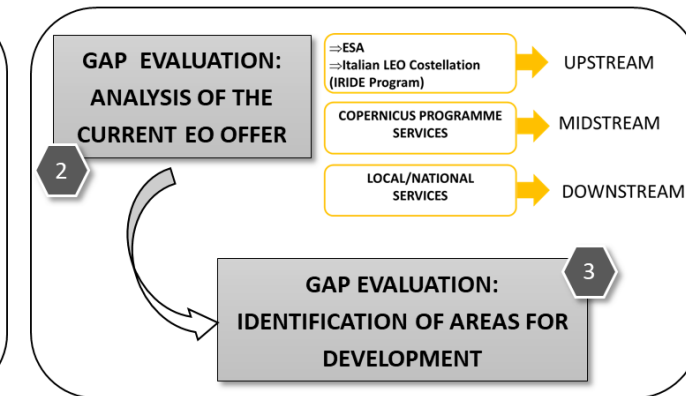 GAP EVALUATION:
ANALYSIS OF THE
CURRENT EO OFFER
2
⇒ESA
⇒Italian LEO Costellation
(IRIDE Program)
UPSTREAM
COPERNICUS PROGRAMME
SERVICES
MIDSTREAM
LOCAL/NATIONAL
SERVICES
DOWNSTREAM
3
GAP EVALUATION:
IDENTIFICATION OF AREAS FOR
DEVELOPMENT